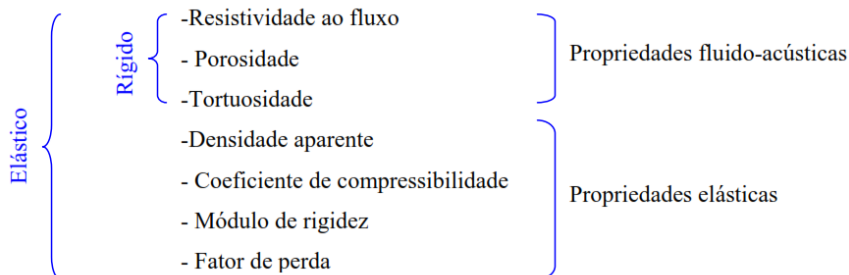 Elástico
Rígido
-Resistividade ao fluxo
- Porosidade
-Tortuosidade
Propriedades fluido-acústicas
-Densidade aparente
- Coeficiente de compressibilidade
- Módulo de rigidez
- Fator de perda
Propriedades elásticas